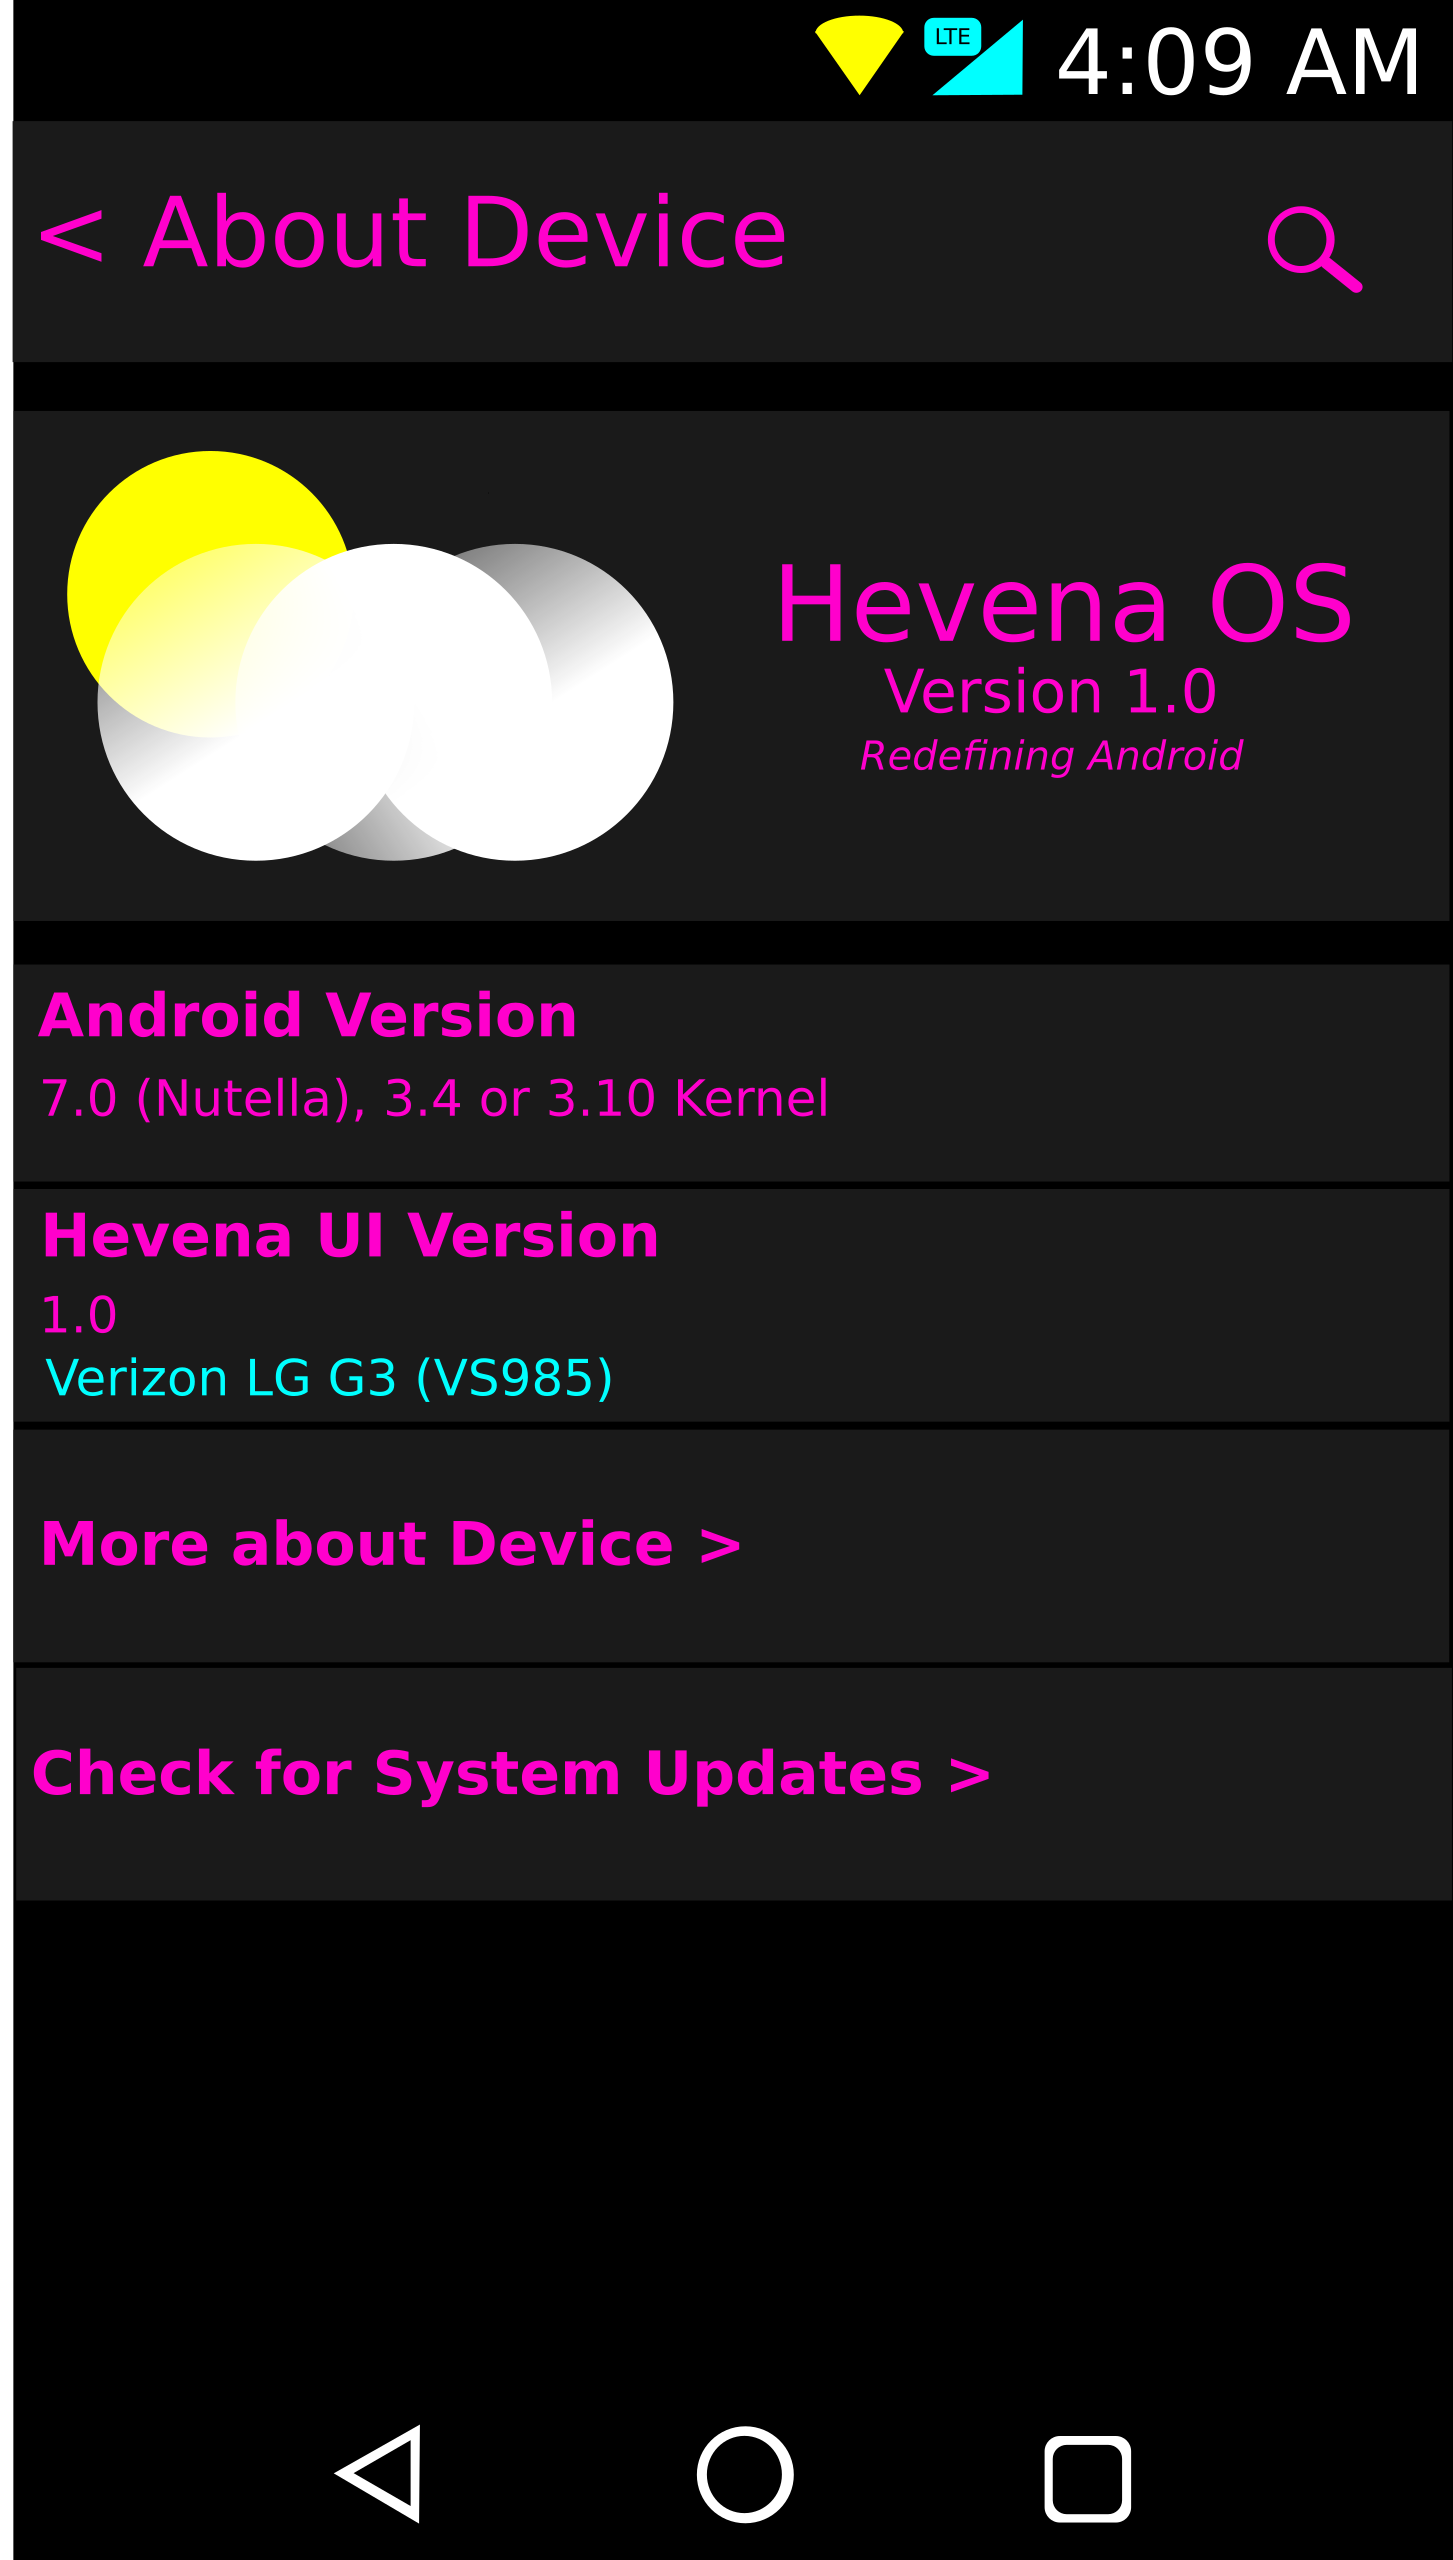 LTE 4:09 AM
< About Device
Hevena OS
Version 1.0
Redefining Android
Android Version
7.0 (Nutella), 3.4 or 3.10 Kernel
Hevena UI Version
1.0
Verizon LG G3 (VS985)
More about Device >
Check for System Updates >